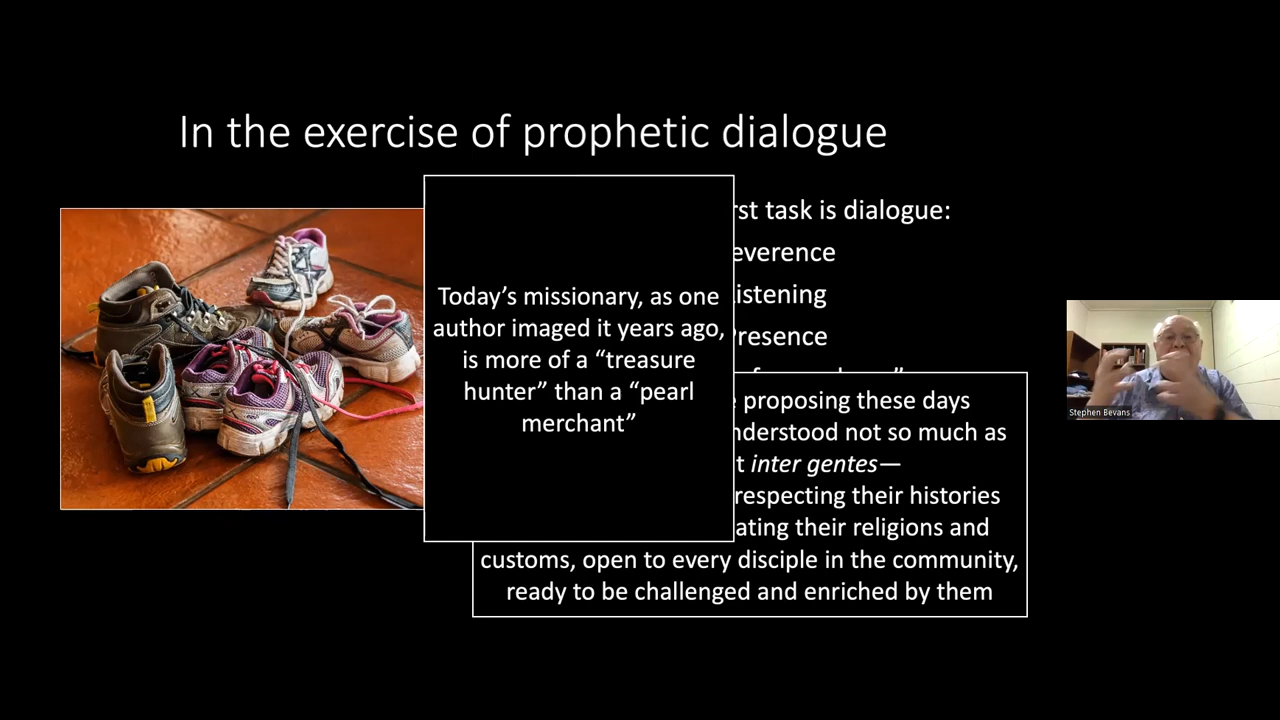 In the exercise of prophetic dialogue
rst task is dialogue:
everence
istening
resence
Today’s missionary, as one
author imaged it years ago,
is more of a “treasure
hunter” than a “pearl
merchant”
proposing these days
nderstood not so much as
t inter gentes—
respecting their histories
ating their religions and
customs, open to every disciple in the community,
ready to be challenged and enriched by them
Stephen Bevans